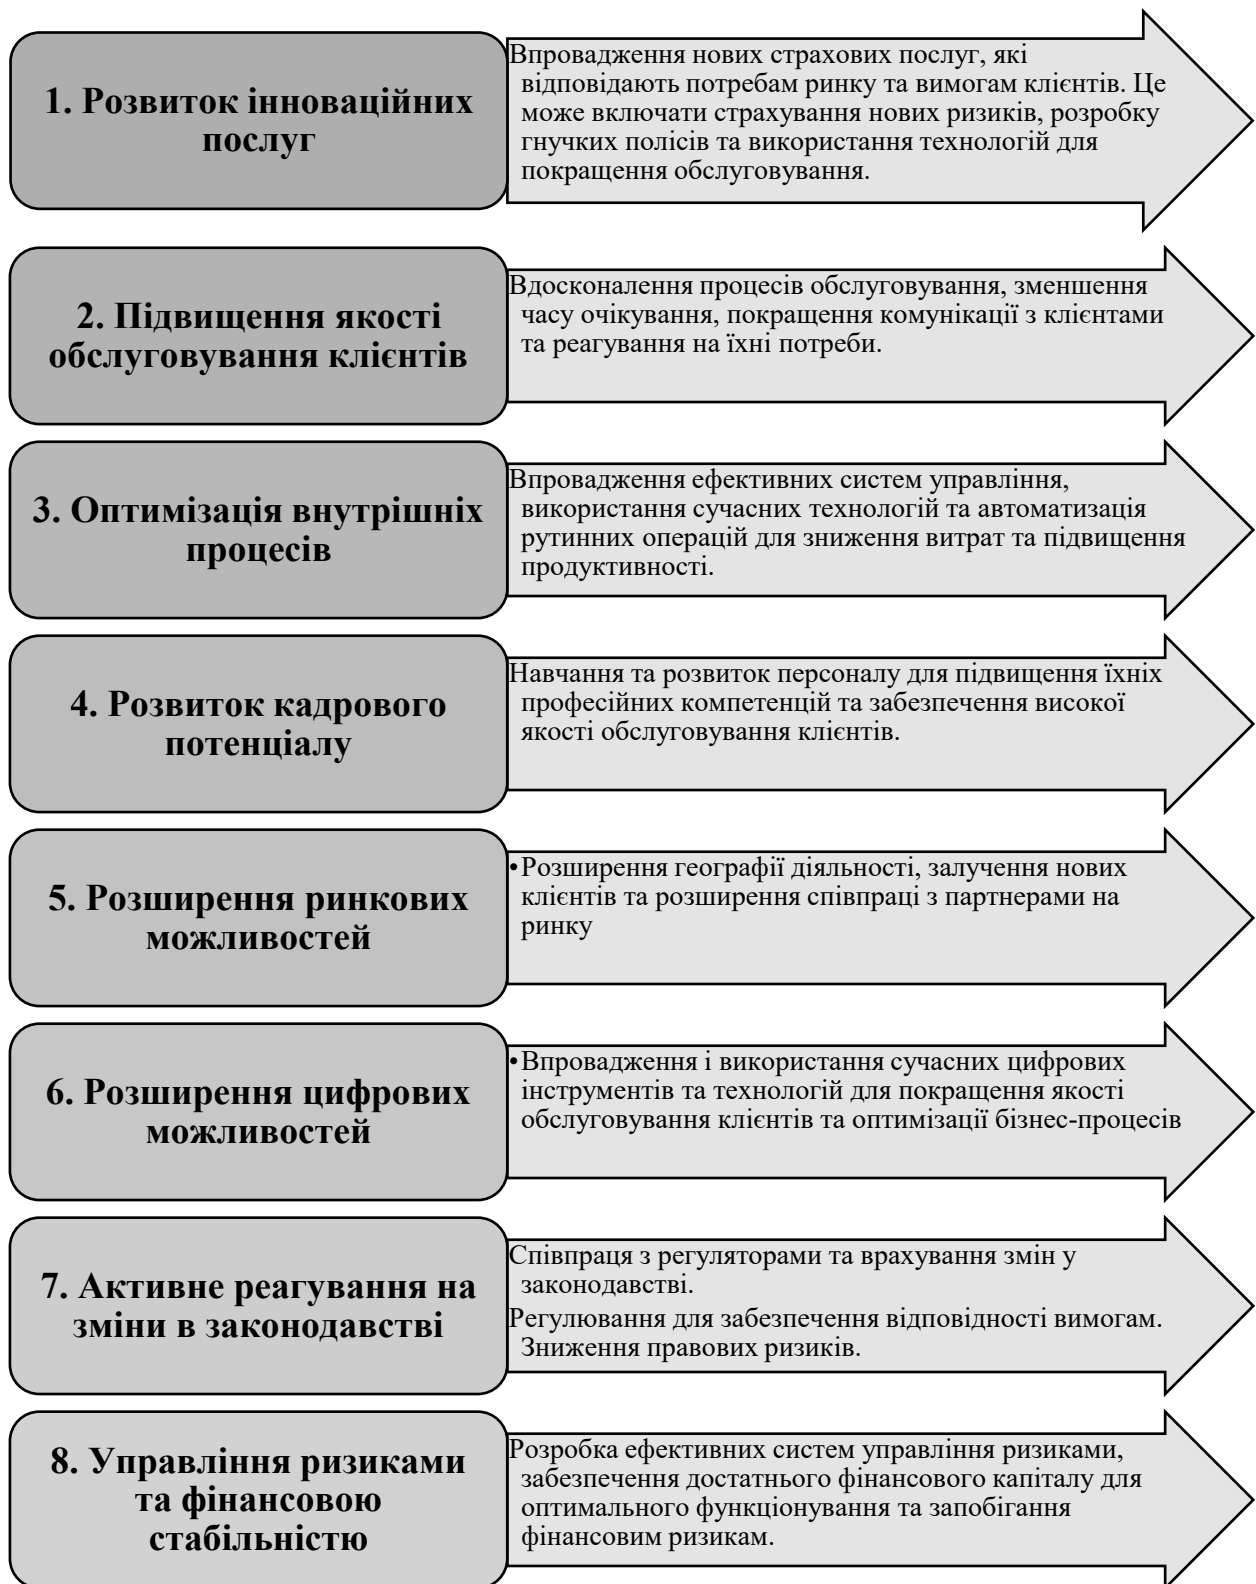 1. Розвиток інноваційних
послуг
Впровадження нових страхових послуг, які
відповідають потребам ринку та вимогам клієнтів. Це
може включати страхування нових ризиків, розробку
гнучких полісів та використання технологій для
покращення обслуговування.
2. Підвищення якості
обслуговування клієнтів
Вдосконалення процесів обслуговування, зменшення
часу очікування, покращення комунікації з клієнтами
та реагування на їхні потреби.
3. Оптимізація внутрішніх
процесів
Впровадження ефективних систем управління,
використання сучасних технологій та автоматизація
рутинних операцій для зниження витрат та підвищення
продуктивності.
4. Розвиток кадрового
потенціалу
Навчання та розвиток персоналу для підвищення їхніх
професійних компетенцій та забезпечення високої
якості обслуговування клієнтів.
5. Розширення ринкових
можливостей
•Розширення географії діяльності, залучення нових
клієнтів та розширення співпраці з партнерами на
ринку
6. Розширення цифрових
можливостей
•Впровадження і використання сучасних цифрових
інструментів та технологій для покращення якості
обслуговування клієнтів та оптимізації бізнес-процесів
7. Активне реагування на
зміни в законодавстві
Співпраця з регуляторами та врахування змін у
законодавстві.
Регулювання для забезпечення відповідності вимогам.
Зниження правових ризиків.
8. Управління ризиками
та фінансовою
стабільністю
Розробка ефективних систем управління ризиками,
забезпечення достатнього фінансового капіталу для
оптимального функціонування та запобігання
фінансовим ризикам.